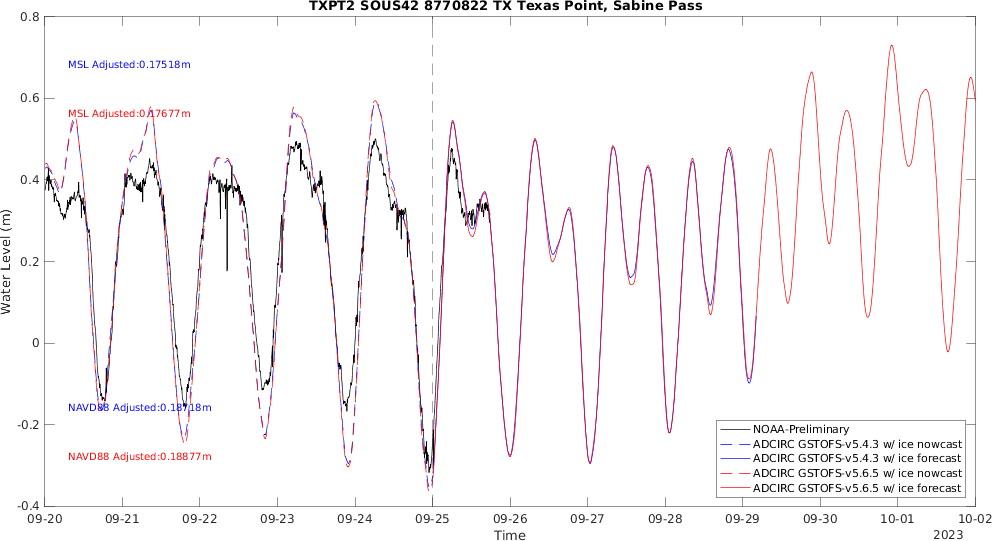 TXPT2 SOUS42 8770822 TX Texas Point, Sabine Pass
0.8
0.6
0.4
0.2
0
-0.2
-0.4
Water Level (m)
MSL Adjusted:0.17518m
MSL Adjusted:0.17677m
NAVD88 Adjusted:0.18718m
NAVD88 Adjusted:0.18877m
NOAA-Preliminary
ADCIRC GSTOFS-v5.4.3 w/ ice nowcast
ADCIRC GSTOFS-v5.4.3 w/ ice forecast
ADCIRC GSTOFS-v5.6.5 w/ ice nowcast
ADCIRC GSTOFS-v5.6.5 w/ ice forecast
09-20 09-21 09-22 09-23 09-24 09-25 09-26 09-27 09-28 09-29 09-30 10-01 10-02
Time
2023